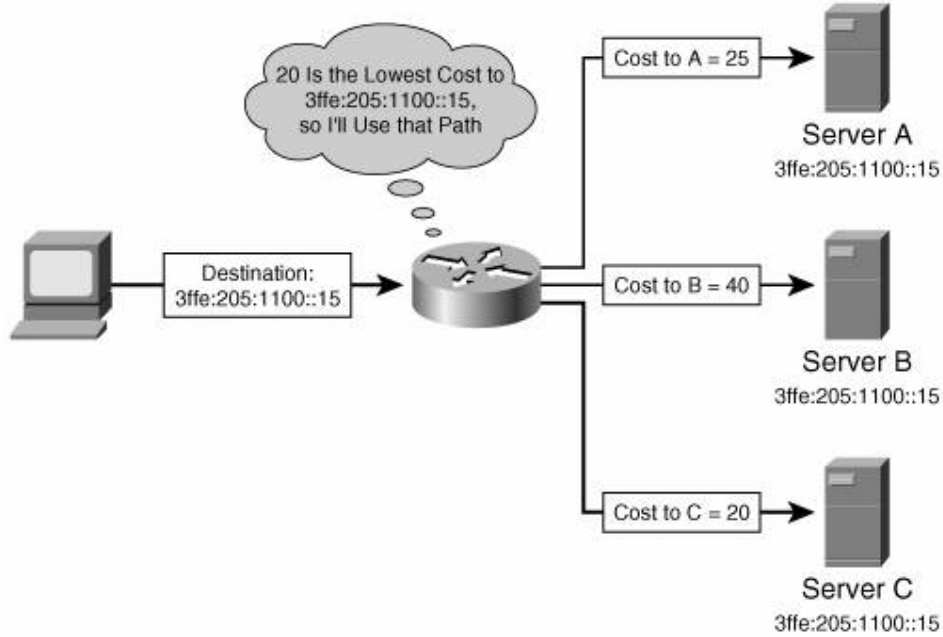 20 Is the Lowest Cost to
3ffe:205:1100::15,
so I'll Use that Path
Destination:
3ffe:205:1100::15
Cost to A = 25
Server A
3ffe:205:1100::15
Cost to B = 40
Server B
3ffe:205:1100::15
Cost to C = 20
Server C
3ffe:205:1100::15